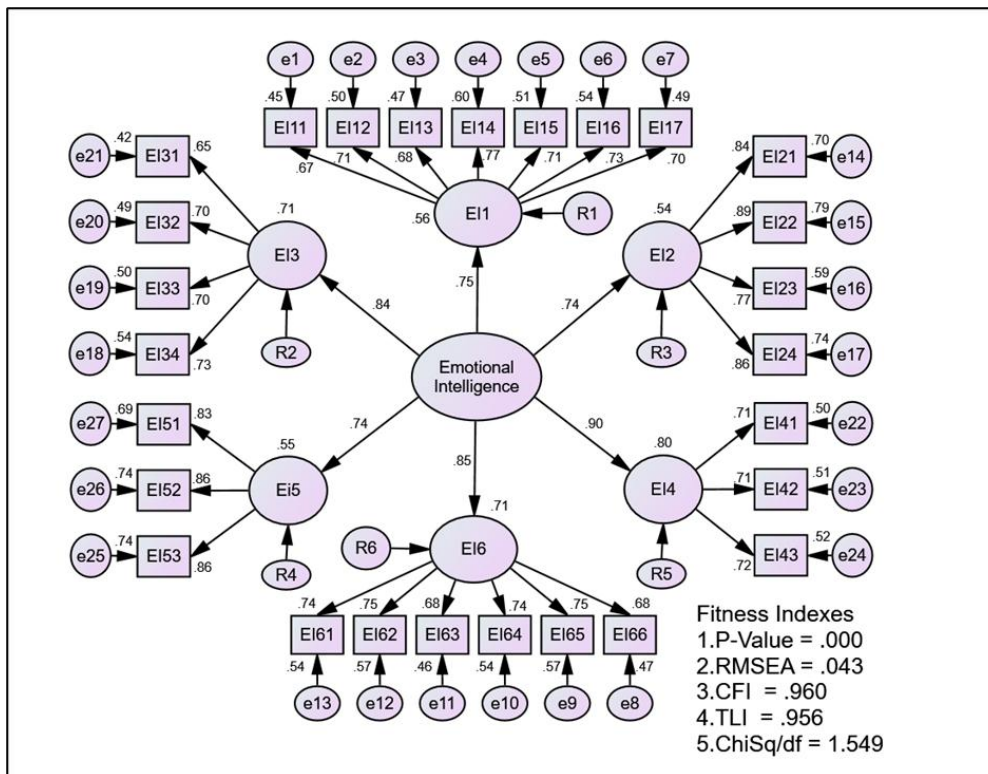 e1 e2 e3 e4 e5 e6 e7
.45 .50 .47 .60 .51 .54 .49
EI11 EI12 EI13 EI14 EI15 EI16 EI17
.67 .71 .68 .77 .71 .73 .70
.56 EI1 R1
e21 .42 EI31 .65
e20 .49 EI32 .70
e19 .50 EI33 .70
e18 .54 EI34 .73
.71
EI3
R2
.84 .75 .74
.54
EI2
R3
.84 EI21 .70 e14
.89 EI22 .79 e15
.77 EI23 .59 e16
.86 EI24 .74 e17
Emotional
Intelligence
.74 .85 .90
e27 .69 EI51 .83
e26 .74 EI52 .86
e25 .74 EI53 .86
.55
Ei5
R4
.80
EI4
R5
.71 EI41 .50 e22
.71 EI42 .51 e23
.72 EI43 .52 e24
.71
R6 EI6
.74 .75 .68 .74 .75 .68
EI61 EI62 EI63 EI64 EI65 EI66
.54 .57 .46 .54 .57 .47
e13 e12 e11 e10 e9 e8
Fitness Indexes
1.P-Value = .000
2.RMSEA = .043
3.CFI = .960
4.TLI = .956
5.ChiSq/df = 1.549